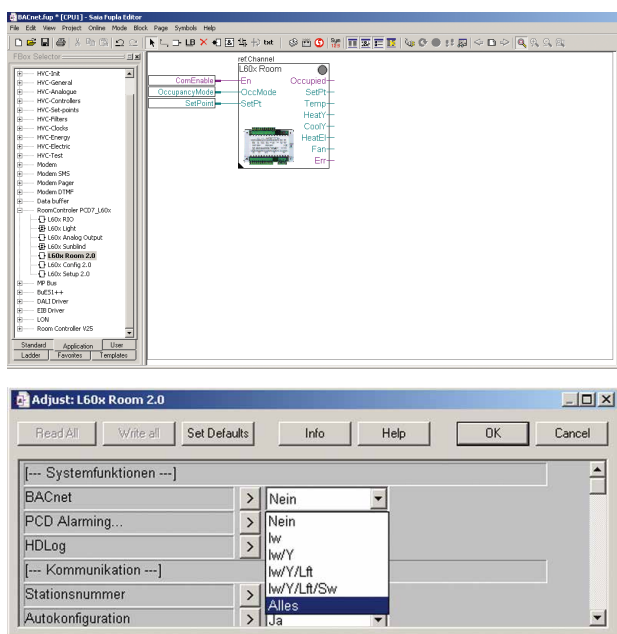 BACnet.fup * [CPU1] - Saia Fupla Editor
File Edit View Project Online Mode Block Page Symbols Help
LB txt
FBox Selector
HVC-Init
HVC-General
HVC-Analogue
HVC-Controllers
HVC-Set-points
HVC-Filters
HVC-Clocks
HVC-Energy
HVC-Electric
HVC-Test
Modem
Modem SMS
Modem Pager
Modem DTMF
Data buffer
RoomControler PCD7_L60x
L60x RIO
L60x Light
L60x Analog Output
L60x Sunblind
L60x Room 2.0
L60x Config 2.0
L60x Setup 2.0
MP Bus
BuES1++
DALI Driver
EIB Driver
LON
Room Controller V25
Standard Application User
Ladder Favorites Templates
ref:Channel
L60x Room
ComEnable En Occupied
OccupancyMode OccMode SetPt
SetPoint SetPt Temp
HeatY
CoolY
HeatEl
Fan
Err
Adjust: L60x Room 2.0
Read All Write all Set Defaults Info Help OK Cancel
[--- Systemfunktionen ---]
BACnet > Nein
PCD Alarming... > Nein
HDLog > Iw
Iw/Y
[--- Kommunikation ---] Iw/Y/Lft
Stationsnummer > Iw/Y/Lft/Sw
Alles
Autokonfiguration > Ja